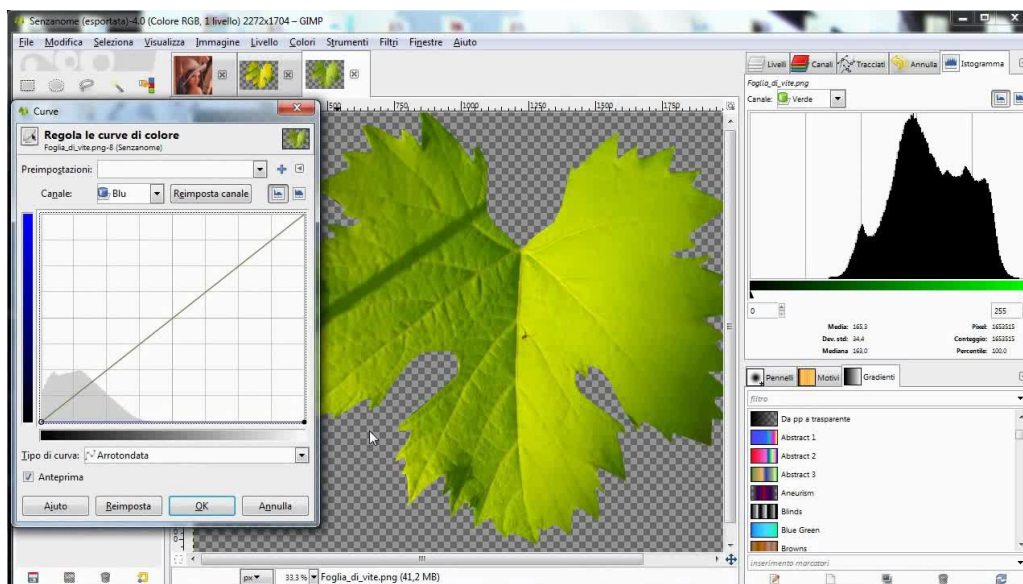 Senzanome (esportata)-4.0 (Colore RGB, 1 livello) 2272x1704 – GIMP
File Modifica Seleziona Visualizza Immagine Livello Colori Strumenti Filtri Finestre Aiuto
Livelli Canali Tracciati Annulla Istogramma
Foglia_di_vite.png
Canale: Verde
0 255
Media: 165,3 Pixel: 1653515
Dev. std: 34,4 Conteggio: 1653515
Mediana 163,0 Percentile: 100,0
Curve
Regola le curve di colore
Foglia_di_vite.png-8 (Senzanome)
Preimpostazioni:
Canale: Blu Reimposta canale
Tipo di curva: Arrotondata
Anteprima
Aiuto Reimposta OK Annulla
500 750 1000 1250 1500 1750
Pennelli Motivi Gradienti
filtro
Da pp a trasparente
Abstract 1
Abstract 2
Abstract 3
Aneurism
Blinds
Blue Green
Browns
inserimento marcatori
px 33,3 % Foglia_di_vite.png (41,2 MB)